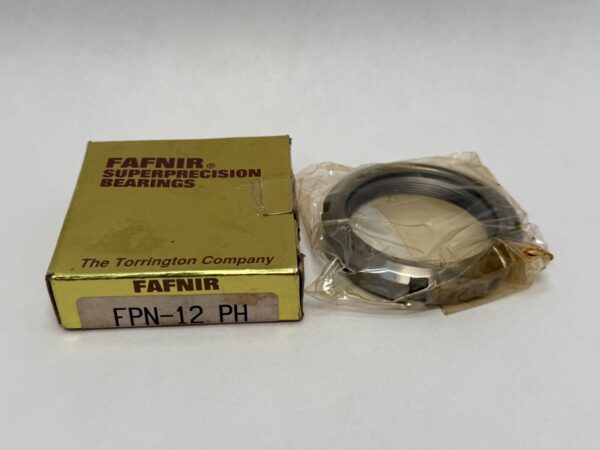 FAFNIR®
SUPERPRECISION
BEARINGS
The Torrington Company
FAFNIR
FPN-12 PH